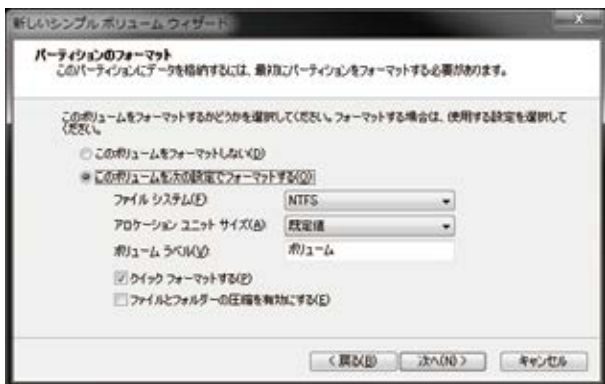 新しいシンプル ボリューム ウィザード
パーティションのフォーマット
このパーティションにデータを格納するには、最初にパーティションをフォーマットする必要があります。
このボリュームをフォーマットするかどうかを選択してください。フォーマットする場合は、使用する設定を選択して
ください。
このボリュームをフォーマットしない(D)
このボリュームを次の設定でフォーマットする(O):
ファイル システム(F): NTFS
アロケーション ユニット サイズ(A): 既定値
ボリューム ラベル(V): ボリューム
クイック フォーマットする(P)
ファイルとフォルダーの圧縮を有効にする(E)
< 戻る(B) 次へ(N) > キャンセル